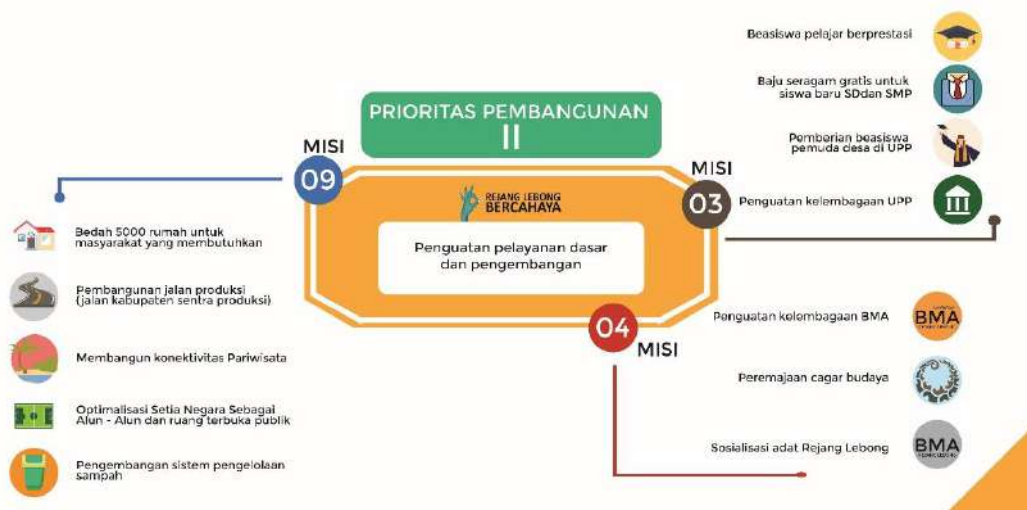 PRIORITAS PEMBANGUNAN
II
REJANG LEBONG
BERCAHAYA
Penguatan pelayanan dasar
dan pengembangan
MISI
09
Bedah 5000 rumah untuk
masyarakat yang membutuhkan
Pembangunan jalan produksi
(jalan kabupaten sentra produksi)
Membangun konektivitas Pariwisata
Optimalisasi Setia Negara Sebagai
Alun - Alun dan ruang terbuka publik
Pengembangan sistem pengelolaan
sampah
MISI
03
Beasiswa pelajar berprestasi
Baju seragam gratis untuk
siswa baru SDdan SMP
Pemberian beasiswa
pemuda desa di UPP
Penguatan kelembagaan UPP
04
MISI
Penguatan kelembagaan BMA
BMA
Peremajaan cagar budaya
Sosialisasi adat Rejang Lebong
BMA